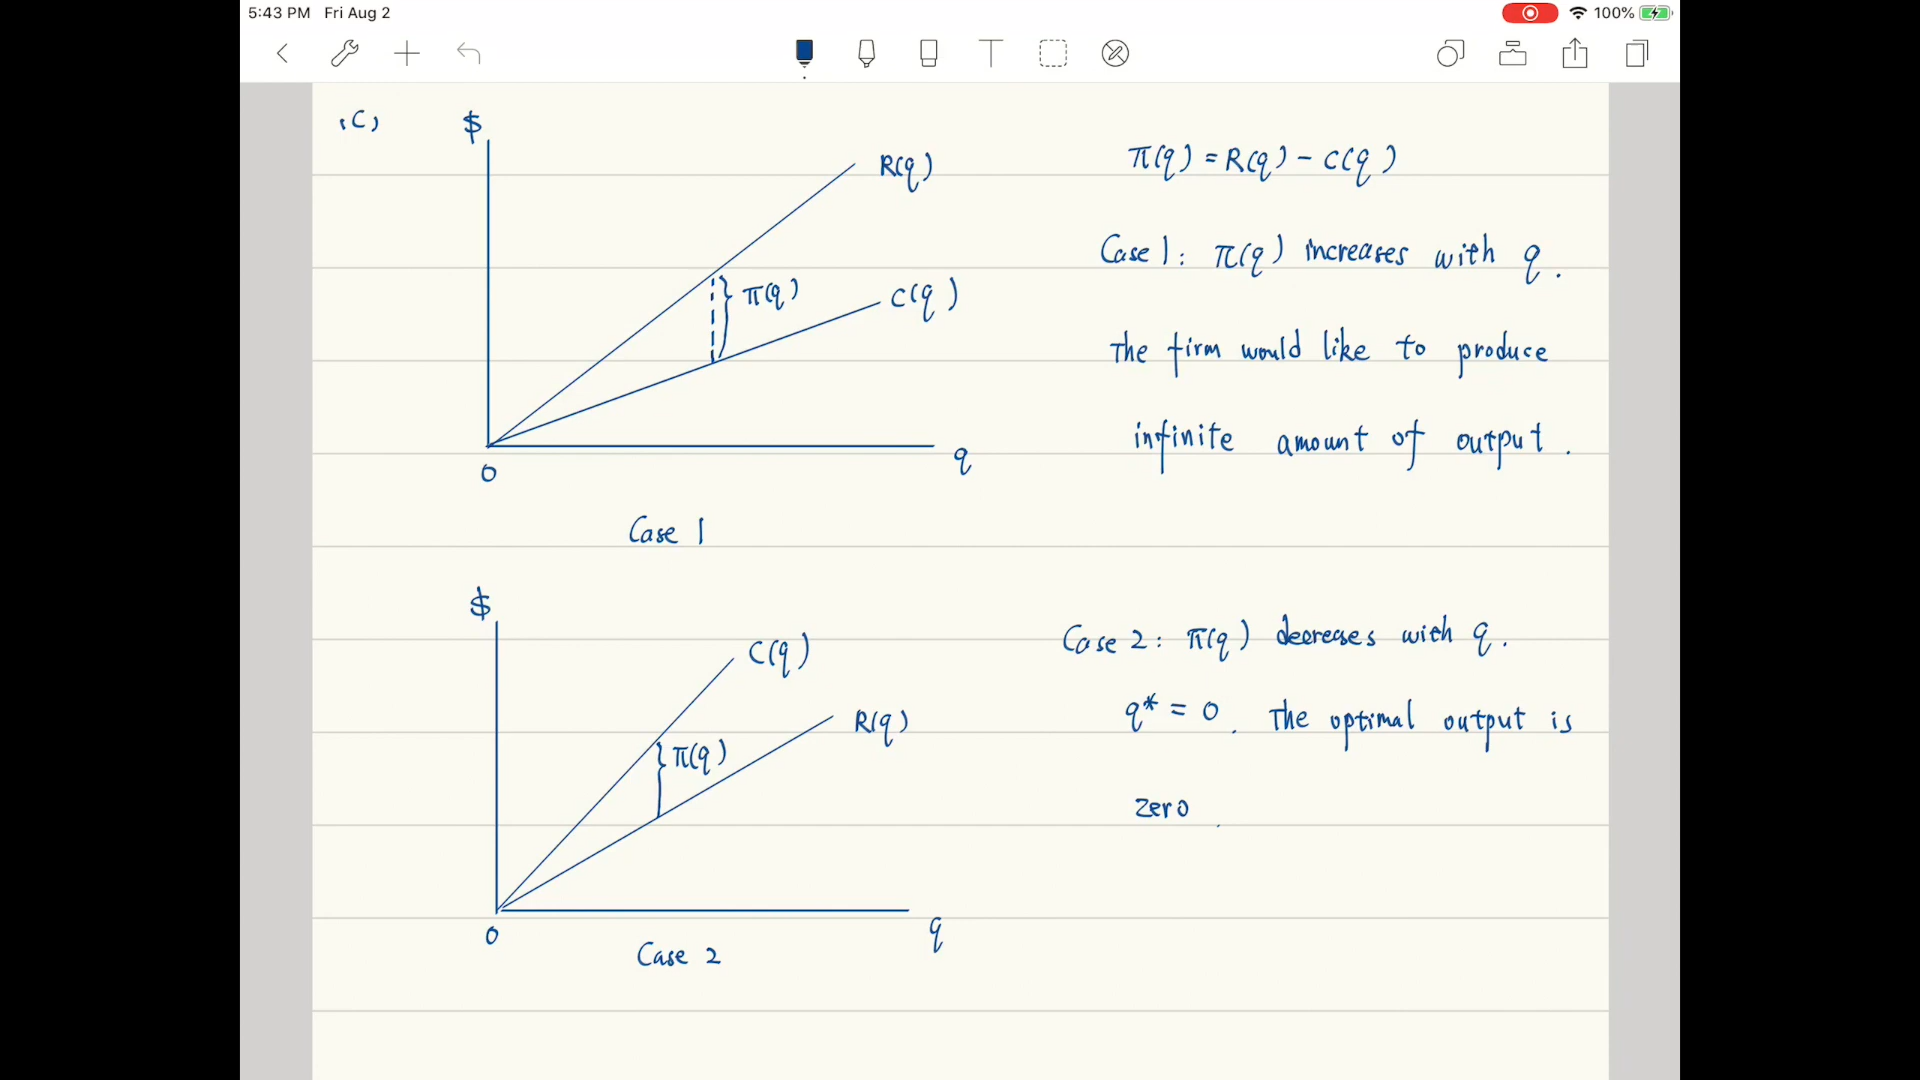 5:43 PM Fri Aug 2
100%
(c)
$
R(q)
π(q) = R(q) - C(q)
Case 1: π(q) increases with q.
π(q)
C(q)
The firm would like to produce
infinite amount of output.
q
0
Case 1
$
C(q)
Case 2: π(q) decreases with q.
R(q)
q* = 0. The optimal output is
π(q)
zero.
0
q
Case 2